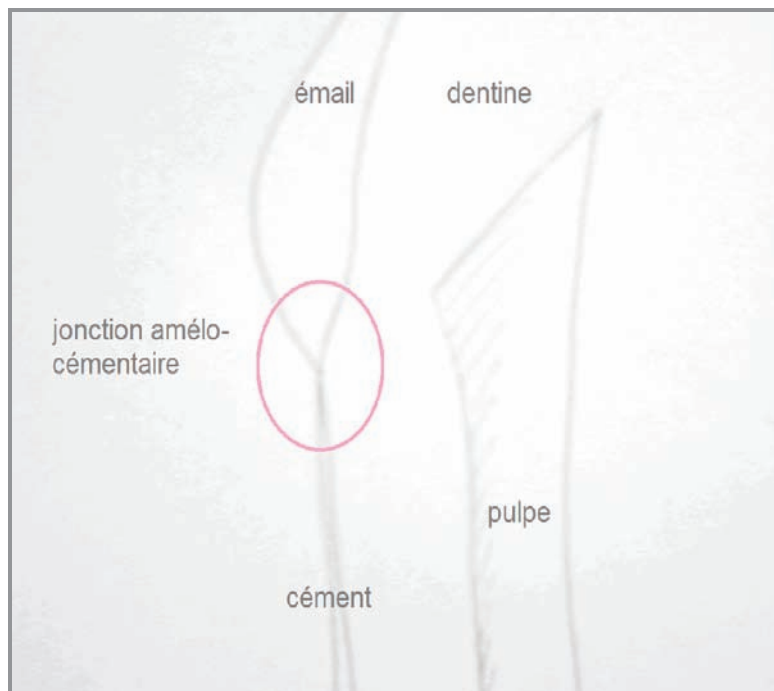 émail
dentine
jonction amélo-
cémentaire
pulpe
cément